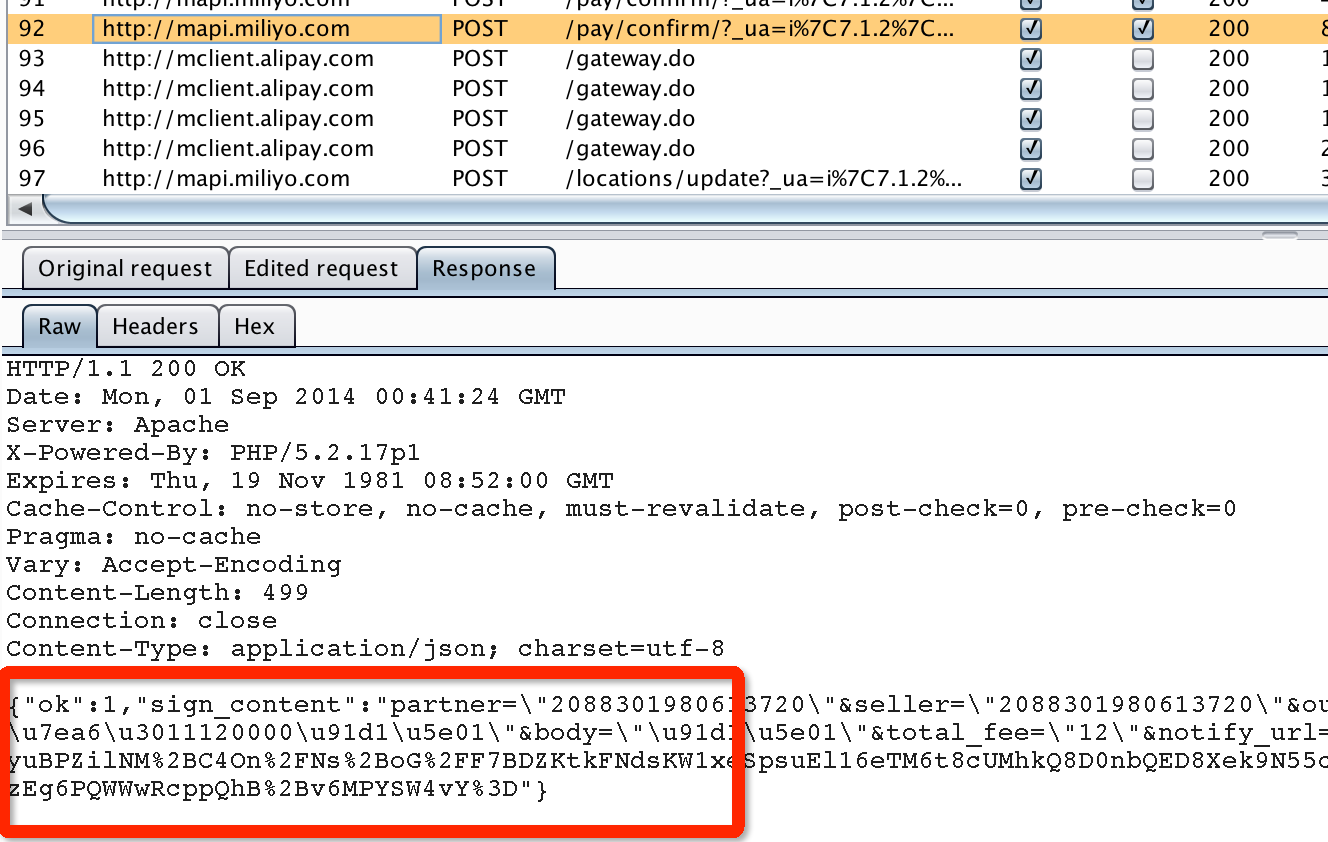 91 http://mapi.miliyo.com POST /pay/confirm/?_ua=i%7C7.1.2%7C... 200
92 http://mapi.miliyo.com POST /pay/confirm/?_ua=i%7C7.1.2%7C... 200
93 http://mclient.alipay.com POST /gateway.do 200
94 http://mclient.alipay.com POST /gateway.do 200
95 http://mclient.alipay.com POST /gateway.do 200
96 http://mclient.alipay.com POST /gateway.do 200
97 http://mapi.miliyo.com POST /locations/update?_ua=i%7C7.1.2%... 200
Original request Edited request Response
Raw Headers Hex
HTTP/1.1 200 OK
Date: Mon, 01 Sep 2014 00:41:24 GMT
Server: Apache
X-Powered-By: PHP/5.2.17p1
Expires: Thu, 19 Nov 1981 08:52:00 GMT
Cache-Control: no-store, no-cache, must-revalidate, post-check=0, pre-check=0
Pragma: no-cache
Vary: Accept-Encoding
Content-Length: 499
Connection: close
Content-Type: application/json; charset=utf-8
{"ok":1,"sign_content":"partner=\"2088301980613720\"&seller=\"2088301980613720\"&ou
\u7ea6\u3011120000\u91d1\u5e01\"&body=\"\u91d1\u5e01\"&total_fee=\"12\"&notify_url=
yuBPZilNM%2BC4On%2FNs%2BoG%2FF7BDZKtkFNdsKW1xeSpsuEl16eTM6t8cUMhkQ8D0nbQED8Xek9N55c
zEg6PQWWwRcppQhB%2Bv6MPYSW4vY%3D"}